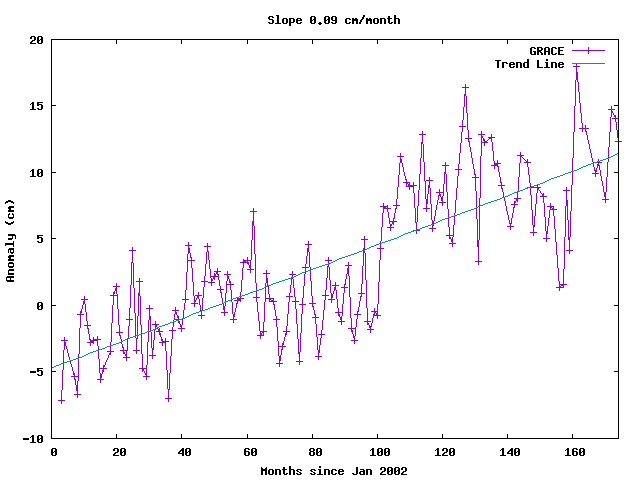 Slope 0.09 cm/month
GRACE
Trend Line
20
15
10
5
0
-5
-10
Anomaly (cm)
0 20 40 60 80 100 120 140 160
Months since Jan 2002